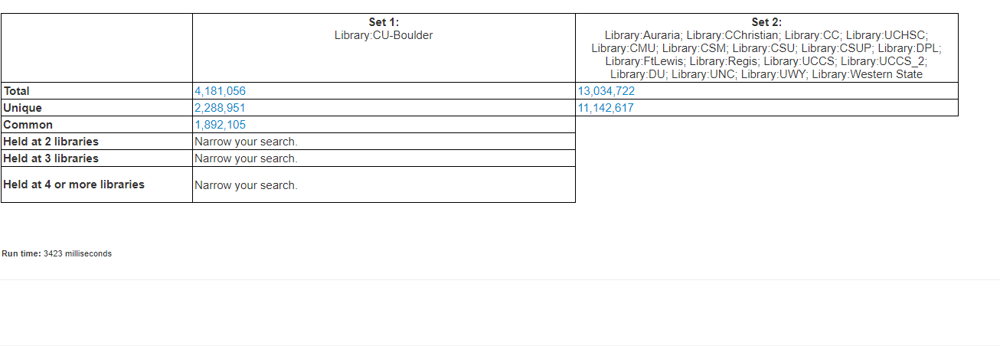 Set 1:
Library:CU-Boulder
Set 2:
Library:Auraria; Library:CChristian; Library:CC; Library:UCHSC;
Library:CMU; Library:CSM; Library:CSU; Library:CSUP; Library:DPL;
Library:FtLewis; Library:Regis; Library:UCCS; Library:UCCS_2;
Library:DU; Library:UNC; Library:UWY; Library:Western State
Total 4,181,056 13,034,722
Unique 2,288,951 11,142,617
Common 1,892,105
Held at 2 libraries Narrow your search.
Held at 3 libraries Narrow your search.
Held at 4 or more libraries Narrow your search.
Run time: 3423 milliseconds